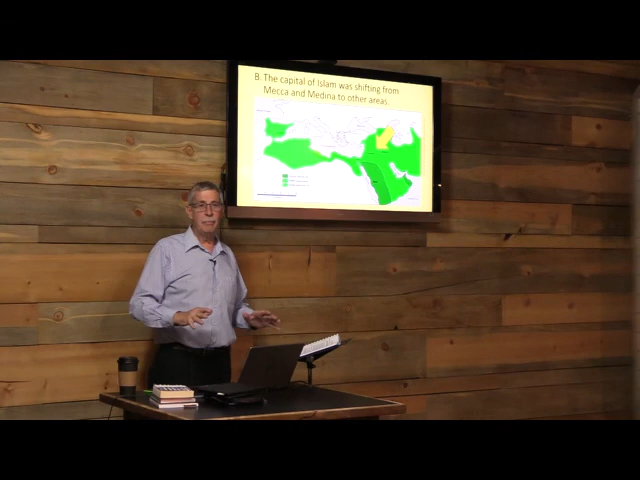 B. The capital of Islam was shifting from
Mecca and Medina to other areas.